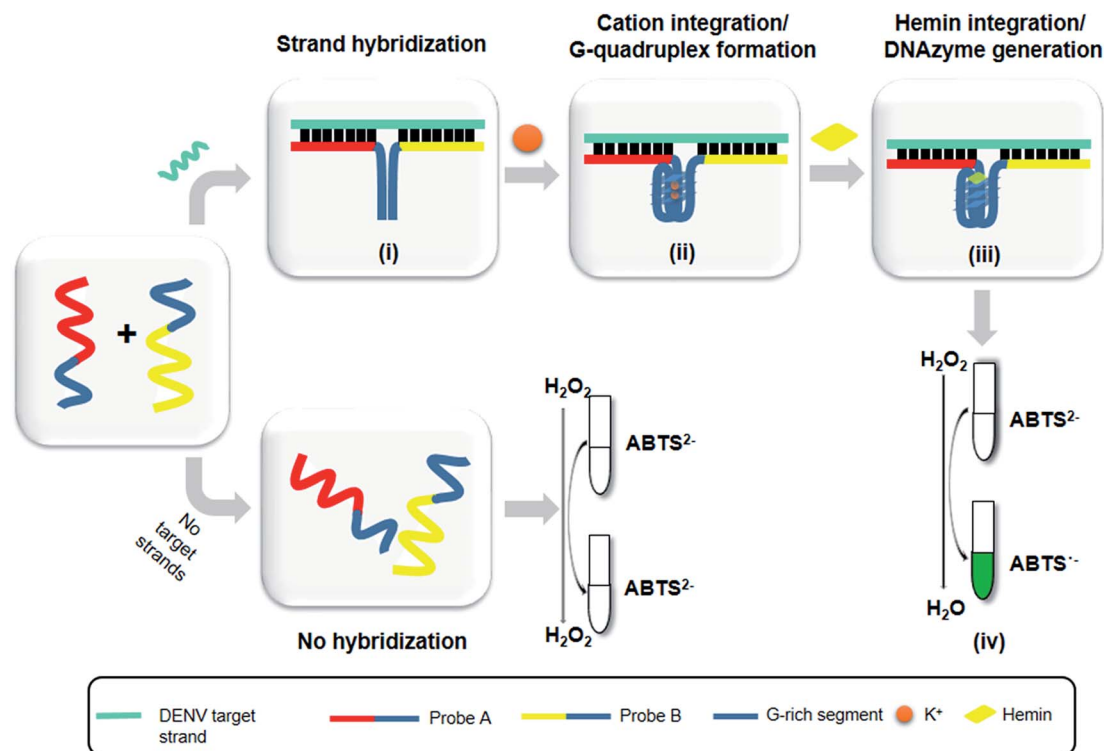 Strand hybridization
Cation integration/
G-quadruplex formation
Hemin integration/
DNAzyme generation
(i)
(ii)
(iii)
+
No
target
strands
No hybridization
H₂O₂
ABTS²⁻
ABTS²⁻
H₂O₂
H₂O₂
ABTS²⁻
ABTS·⁻
H₂O
(iv)
DENV target
strand
Probe A
Probe B
G-rich segment
K⁺
Hemin